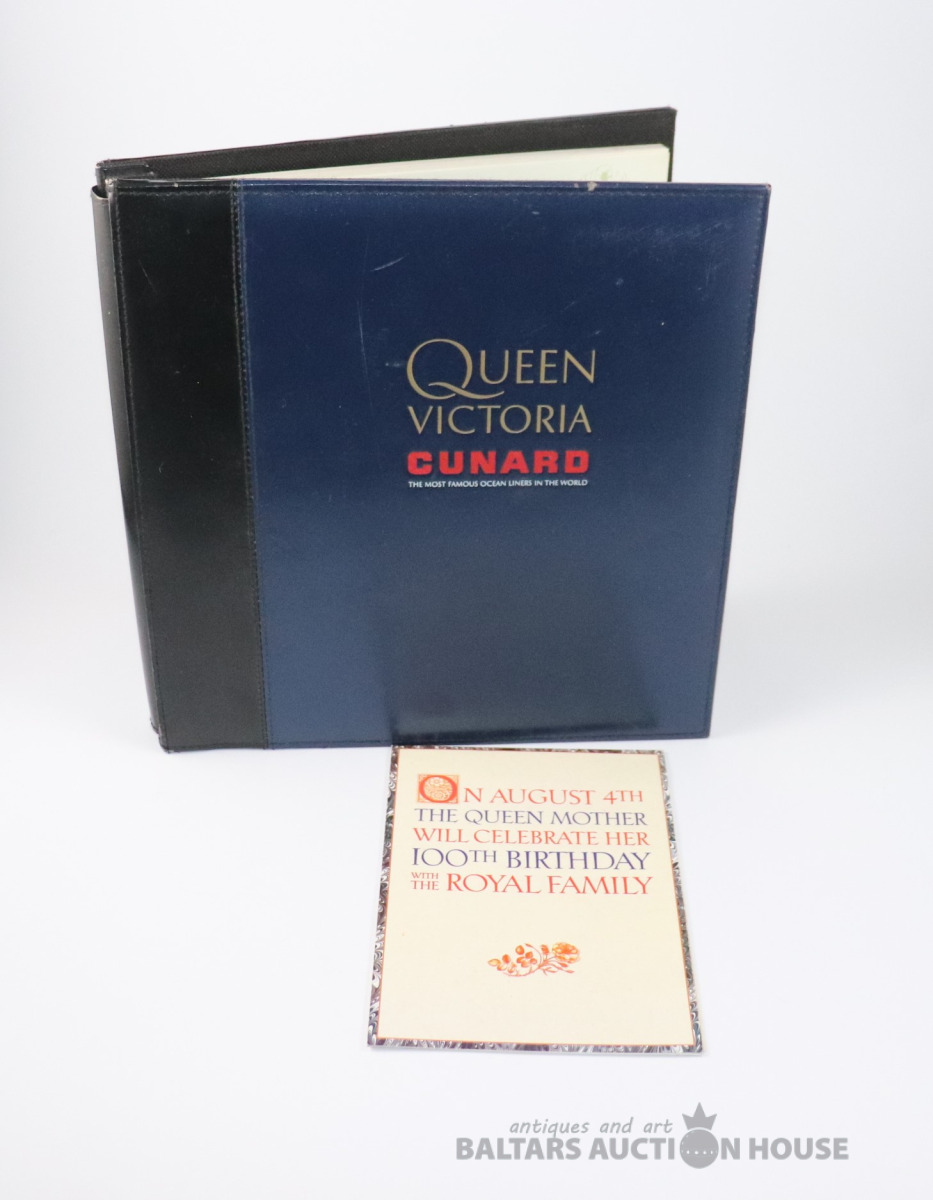 QUEEN
VICTORIA
CUNARD
THE MOST FAMOUS OCEAN LINERS IN THE WORLD
ON AUGUST 4TH
THE QUEEN MOTHER
WILL CELEBRATE HER
100TH BIRTHDAY
WITH THE ROYAL FAMILY
antiques and art
BALTARS AUCTION HOUSE